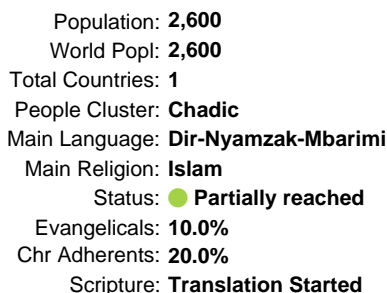 Population: 2,600
World Popl: 2,600
Total Countries: 1
People Cluster: Chadic
Main Language: Dir-Nyamzak-Mbarimi
Main Religion: Islam
Status: Partially reached
Evangelicals: 10.0%
Chr Adherents: 20.0%
Scripture: Translation Started